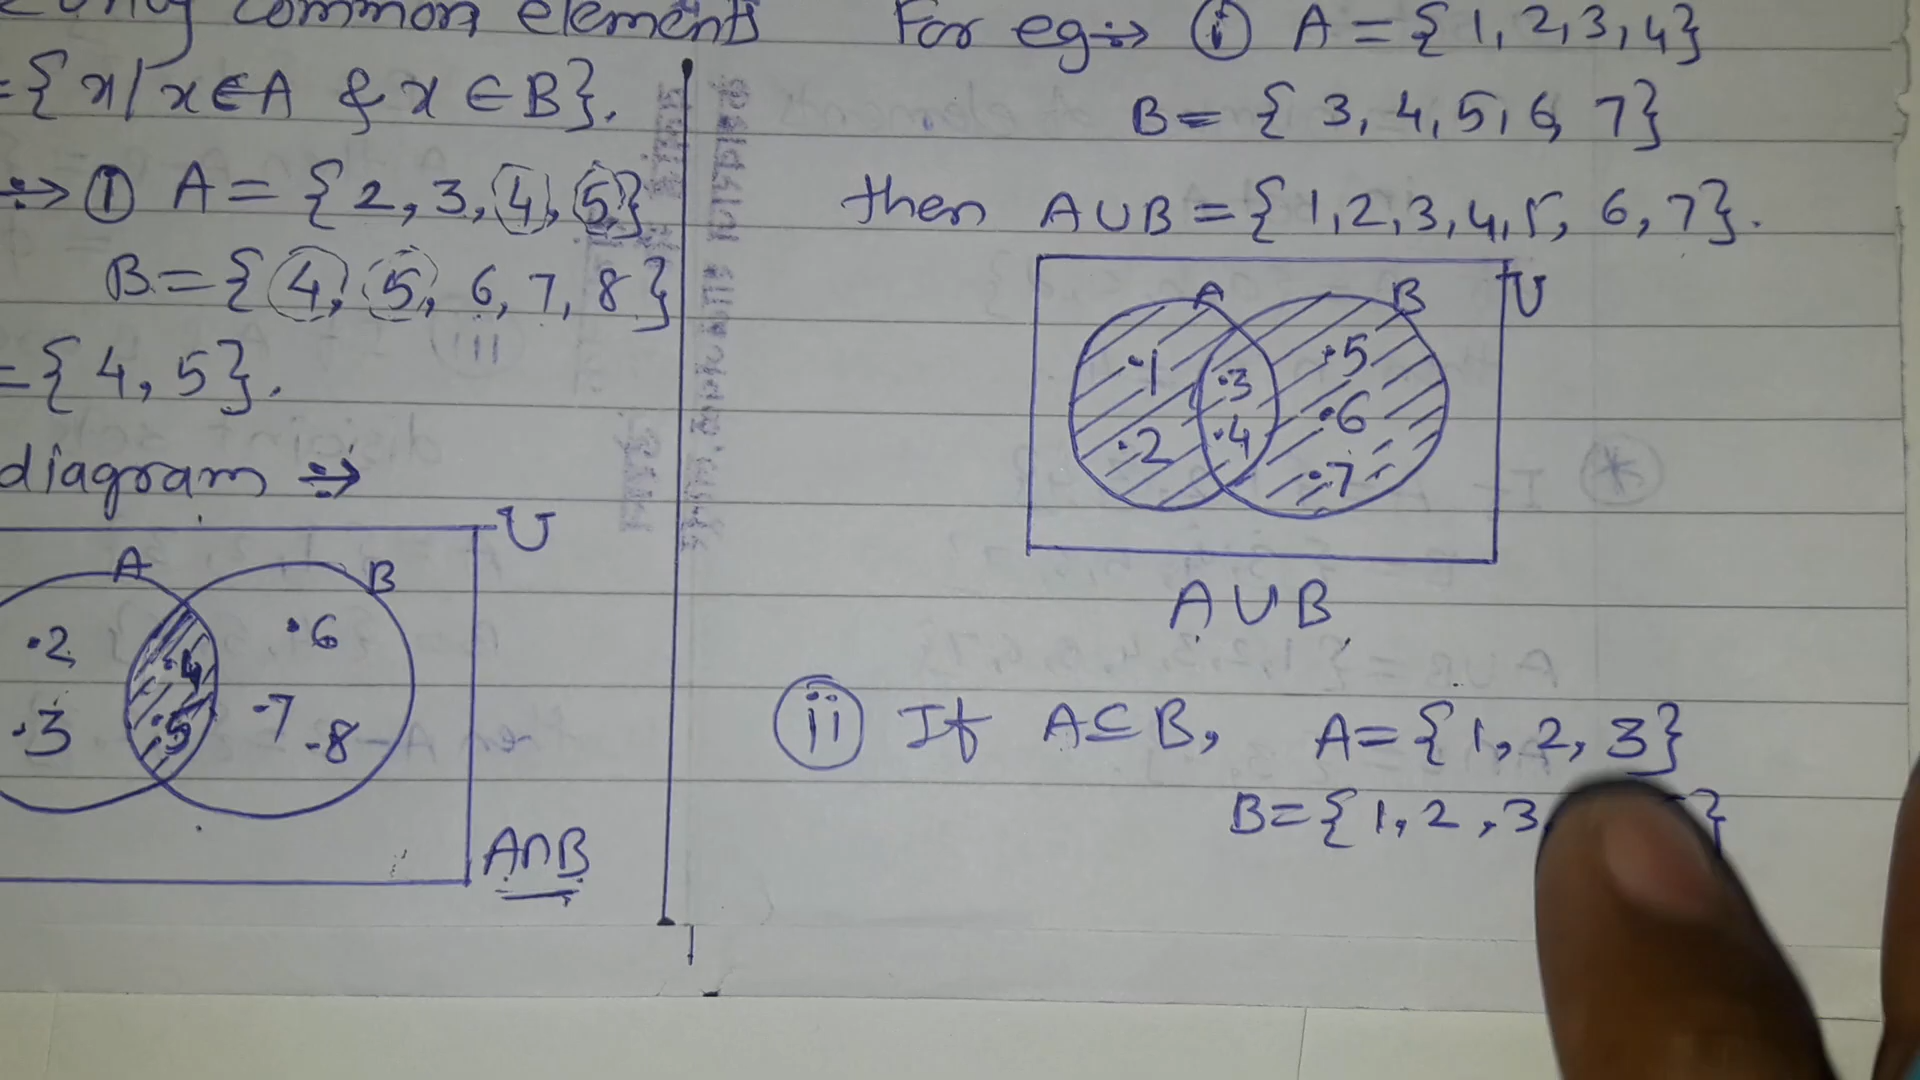 common elements
={x/x∈A & x∈B}.
① A={2,3,4,5}
B={4,5,6,7,8}
={4,5}.
diagram ÷>
U
A
B
.2
.3
.4
.5
.6
.7
.8
A∩B
For eg÷> ⓘ A={1,2,3,4}
B={3,4,5,6,7}
then A∪B={1,2,3,4,5,6,7}.
U
A
B
.1
.2
.3
.4
.5
.6
.7
A∪B
ⓘⓘ If A⊆B, A={1,2,3}
B={1,2,3, }